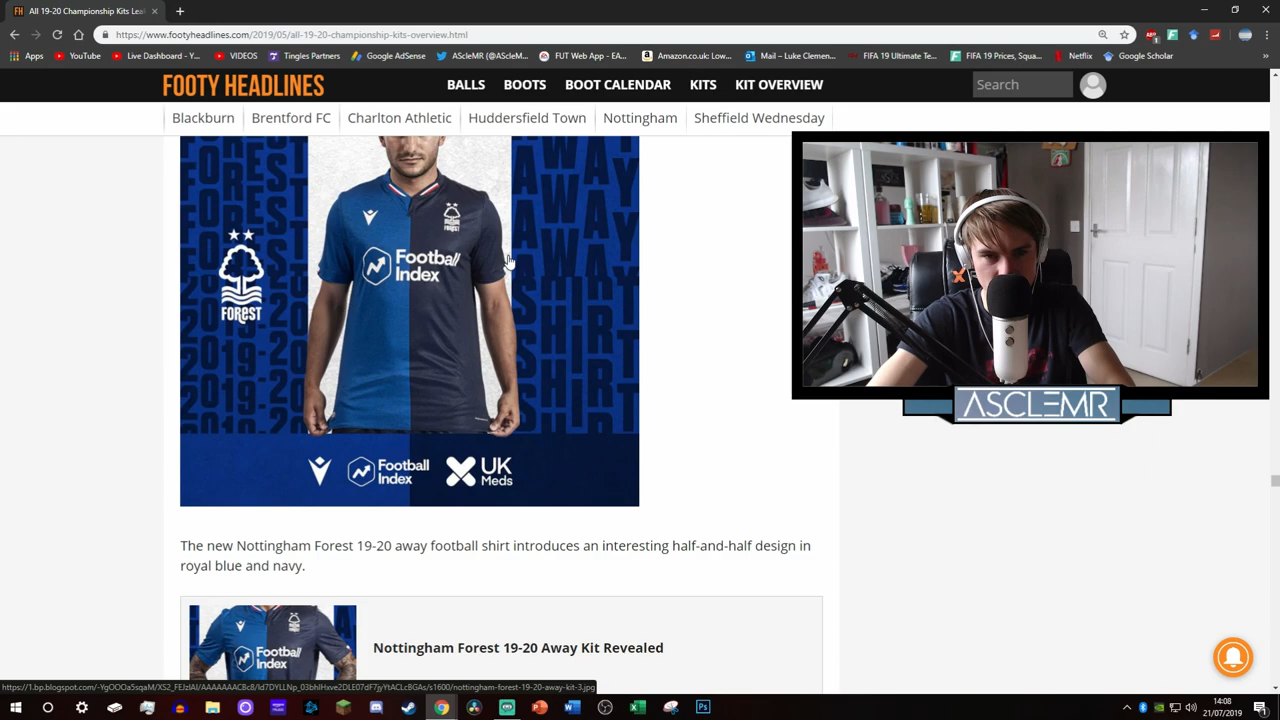 All 19-20 Championship Kits Lea
https://www.footyheadlines.com/2019/05/all-19-20-championship-kits-overview.html
Apps YouTube Live Dashboard - Y... VIDEOS Tingles Partners Google AdSense AScleMR (@AScleM... FUT Web App - EA... Amazon.co.uk: Low... Mail – Luke Clemen... FIFA 19 Ultimate Te... FIFA 19 Prices, Squa... Netflix Google Scholar
FOOTY HEADLINES BALLS BOOTS BOOT CALENDAR KITS KIT OVERVIEW Search
Blackburn Brentford FC Charlton Athletic Huddersfield Town Nottingham Sheffield Wednesday
FOREST
AWAY
SHIRT
2019-20
FOREST
FOREST
Football
Index
ASCLEMR
Football
Index
UK
Meds
The new Nottingham Forest 19-20 away football shirt introduces an interesting half-and-half design in
royal blue and navy.
Football
Index
Nottingham Forest 19-20 Away Kit Revealed
14:08
21/07/2019